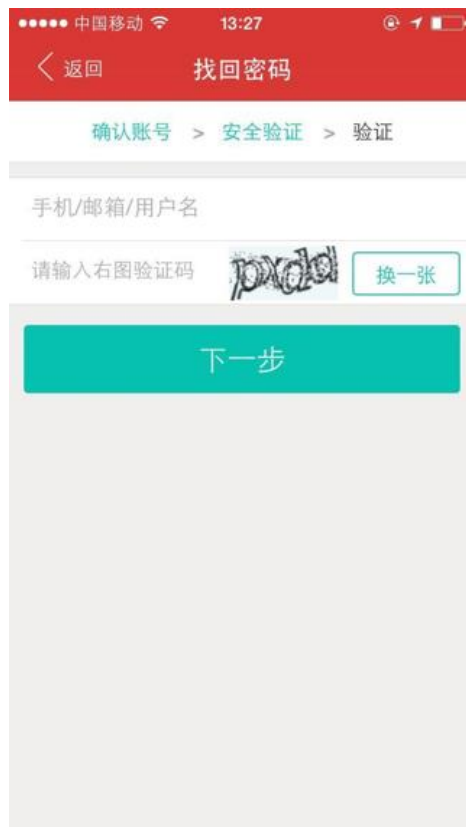 中国移动 13:27
返回 找回密码
确认账号 > 安全验证 > 验证
手机/邮箱/用户名
请输入右图验证码 pxdd 换一张
下一步